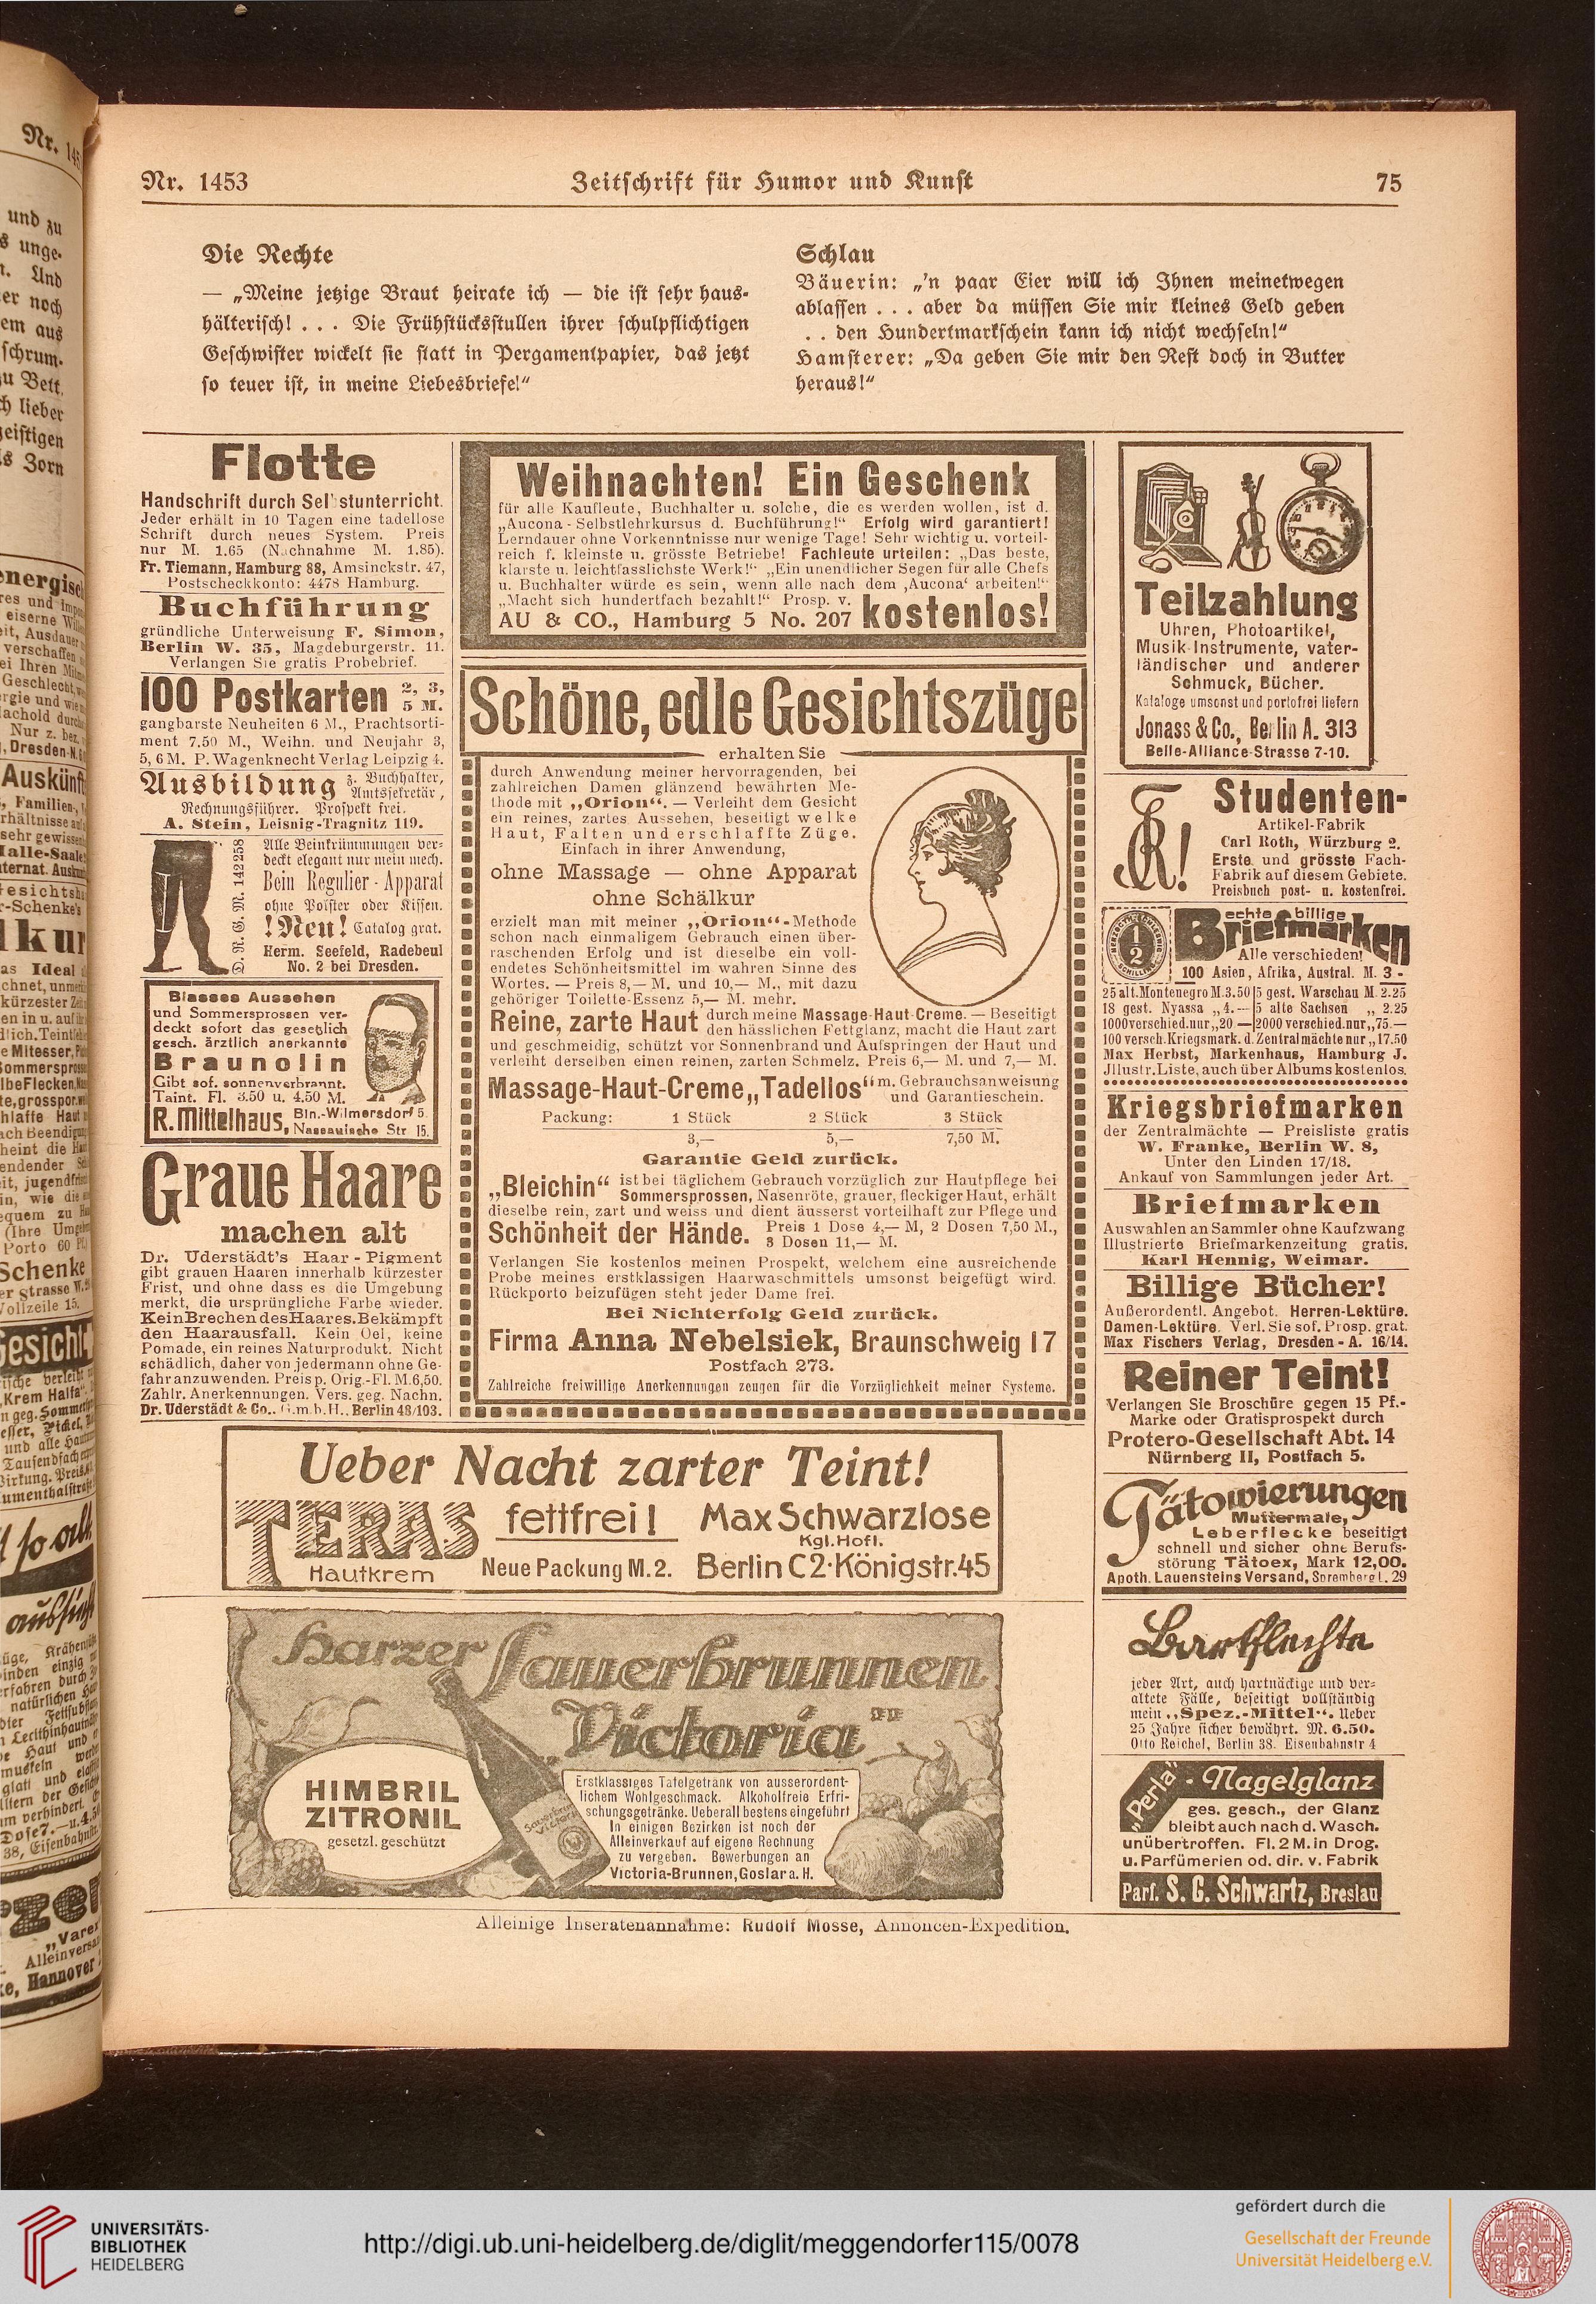 Nr. 1453
Zeitschrift für Humor und Kunst
75
Die Rechte
— „Meine jetzige Braut heirate ich — die ist sehr haus-
hälterisch! . . . Die Frühstücksstullen ihrer schulpflichtigen
Geschwister wickelt sie statt in Pergamentpapier, das jetzt
so teuer ist, in meine Liebesbriefe!“
Schlau
Bäuerin: „’n paar Eier will ich Ihnen meinetwegen
ablassen . . . aber da müssen Sie mir kleines Geld geben
. . den Hundertmarkschein kann ich nicht wechseln!“
Hamsterer: „Da geben Sie mir den Rest doch in Butter
heraus!“
Flotte
Handschrift durch Selbstunterricht.
Jeder erhält in 10 Tagen eine tadellose
Schrift durch neues System. Preis
nur M. 1.65 (Nachnahme M. 1.85).
Fr. Tiemann, Hamburg 88, Amsinckstr. 47,
Postscheckkonto: 4478 Hamburg.
Buchführung
gründliche Unterweisung F. Simon,
Berlin W. 35, Magdeburgerstr. 11.
Verlangen Sie gratis Probebrief.
100 Postkarten 2, 3,
5 M.
gangbarste Neuheiten 6 M., Prachtsorti-
ment 7,50 M., Weihn. und Neujahr 3,
5, 6 M. P. Wagenknecht Verlag Leipzig 4.
Ausbildung z. Buchhalter,
Amtssekretär,
Rechnungsführer. Prospekt frei.
A. Stein, Leisnig-Tragnitz 119.
D. R. G. M. 142258
Alle Beinkrümmungen ver-
deckt elegant nur mein mech.
Bein Regulier-Apparat
ohne Polster oder Kissen.
! Neu ! Catalog grat.
Herm. Seefeld, Radebeul
No. 2 bei Dresden.
Blasses Aussehen
und Sommersprossen ver-
deckt sofort das gesetzlich
gesch. ärztlich anerkannte
Braunolin
Gibt sof. sonnenverbrannt.
Taint. Fl. 3.50 u. 4.50 M.
R. Mittelhaus, Bln.-Wilmersdorf 5
Nassauische Str. 15.
Graue Haare
machen alt
Dr. Uderstädt's Haar-Pigment
gibt grauen Haaren innerhalb kürzester
Frist, und ohne dass es die Umgebung
merkt, die ursprüngliche Farbe wieder.
Kein Brechen des Haares. Bekämpft
den Haarausfall. Kein Oel, keine
Pomade, ein reines Naturprodukt. Nicht
schädlich, daher von jedermann ohne Ge-
fahr anzuwenden. Preis p. Orig.-Fl. M. 6,50.
Zahlr. Anerkennungen. Vers. geg. Nachn.
Dr. Uderstädt & Co., G.m.b.H., Berlin 48/103.
Weihnachten! Ein Geschenk
für alle Kaufleute, Buchhalter u. solche, die es werden wollen, ist d.
„Aucona-Selbstlehrkursus d. Buchführung!“ Erfolg wird garantiert!
Lerndauer ohne Vorkenntnisse nur wenige Tage! Sehr wichtig u. vorteil-
reich f. kleinste u. grösste Betriebe! Fachleute urteilen: „Das beste,
klarste u. leichtfasslichste Werk!“ „Ein unendlicher Segen für alle Chefs
u. Buchhalter würde es sein, wenn alle nach dem ‚Aucona‘ arbeiten!“
„Macht sich hundertfach bezahlt!“ Prosp. v.
AU & CO., Hamburg 5 No. 207 kostenlos!
Schöne, edle Gesichtszüge
erhalten Sie
durch Anwendung meiner hervorragenden, bei
zahlreichen Damen glänzend bewährten Me-
thode mit „Orion“. — Verleiht dem Gesicht
ein reines, zartes Aussehen, beseitigt welke
Haut, Falten und erschlaffte Züge.
Einfach in ihrer Anwendung,
ohne Massage — ohne Apparat
ohne Schälkur
erzielt man mit meiner „Orion“-Methode
schon nach einmaligem Gebrauch einen über-
raschenden Erfolg und ist dieselbe ein voll-
endetes Schönheitsmittel im wahren Sinne des
Wortes. — Preis 8,— M. und 10,— M., mit dazu
gehöriger Toilette-Essenz 5,— M. mehr.
Reine, zarte Haut durch meine Massage-Haut-Creme. — Beseitigt
den hässlichen Fettglanz, macht die Haut zart
und geschmeidig, schützt vor Sonnenbrand und Aufspringen der Haut und
verleiht derselben einen reinen, zarten Schmelz. Preis 6,— M. und 7,— M.
Massage-Haut-Creme „Tadellos“ m. Gebrauchsanweisung
und Garantieschein.
Packung: 1 Stück 2 Stück 3 Stück
3,— 5,— 7,50 M.
Garantie Geld zurück.
„Bleichin“ ist bei täglichem Gebrauch vorzüglich zur Hautpflege bei
Sommersprossen, Nasenröte, grauer, fleckiger Haut, erhält
dieselbe rein, zart und weiss und dient äusserst vorteilhaft zur Pflege und
Schönheit der Hände. Preis 1 Dose 4,— M, 2 Dosen 7,50 M.,
3 Dosen 11,— M.
Verlangen Sie kostenlos meinen Prospekt, welchem eine ausreichende
Probe meines erstklassigen Haarwaschmittels umsonst beigefügt wird.
Rückporto beizufügen steht jeder Dame frei.
Bei Nichterfolg Geld zurück.
Firma Anna Nebelsiek, Braunschweig 17
Postfach 273.
Zahlreiche freiwillige Anerkennungen zeugen für die Vorzüglichkeit meiner Systeme.
Ueber Nacht zarter Teint!
TERAS
Hautkrem
fettfrei!
Neue Packung M. 2.
Max Schwarzlose
Kgl. Hofl.
Berlin C2·Königstr. 45
Harzer Sauerbrunnen
„Victoria“
HIMBRIL
ZITRONIL
gesetzl. geschützt
Sauerbrunn
Victoria
Erstklassiges Tafelgetränk von ausserordent-
lichem Wohlgeschmack. Alkoholfreie Erfri-
schungsgetränke. Ueberall bestens eingeführt
In einigen Bezirken ist noch der
Alleinverkauf auf eigene Rechnung
zu vergeben. Bewerbungen an
Victoria-Brunnen, Goslar a. H.
Teilzahlung
Uhren, Photoartikel,
Musik-Instrumente, vater-
ländischer und anderer
Schmuck, Bücher.
Kataloge umsonst und portofrei liefern
Jonass & Co., Berlin A. 313
Belle-Alliance-Strasse 7-10.
Studenten-
Artikel-Fabrik
Carl Roth, Würzburg 2.
Erste und grösste Fach-
Fabrik auf diesem Gebiete.
Preisbuch post- u. kostenfrei.
echte billige
Briefmarken
Alle verschieden!
100 Asien, Afrika, Austral. M. 3 -
25 alt. Montenegro M. 3.50 | 5 gest. Warschau M. 2.25
18 gest. Nyassa „ 4.— | 5 alte Sachsen „ 2.25
1000 verschied. nur „ 20 — | 2000 verschied. nur „ 75.—
100 versch. Kriegsmark. d. Zentralmächte nur „ 17.50
Max Herbst, Markenhaus, Hamburg J.
Jllustr. Liste, auch über Albums kostenlos.
Kriegsbriefmarken
der Zentralmächte — Preisliste gratis
W. Franke, Berlin W. 8,
Unter den Linden 17/18.
Ankauf von Sammlungen jeder Art.
Briefmarken
Auswahlen an Sammler ohne Kaufzwang
Illustrierte Briefmarkenzeitung gratis.
Karl Hennig, Weimar.
Billige Bücher!
Außerordentl. Angebot. Herren-Lektüre.
Damen-Lektüre. Verl. Sie sof. Prosp. grat.
Max Fischers Verlag, Dresden-A. 16/14.
Reiner Teint!
Verlangen Sie Broschüre gegen 15 Pf.-
Marke oder Gratisprospekt durch
Protero-Gesellschaft Abt. 14
Nürnberg II, Postfach 5.
Tätowierungen
Muttermale,
Leberflecke beseitigt
schnell und sicher ohne Berufs-
störung Tätoex, Mark 12,00.
Apoth. Lauensteins Versand, Spremberg L. 29
Bartflechte
jeder Art, auch hartnäckige und ver-
altete Fälle, beseitigt vollständig
mein „Spez.-Mittel“. Ueber
25 Jahre sicher bewährt. M. 6.50.
Otto Reichel, Berlin 38. Eisenbahnstr 4
„Perla“-Nagelglanz
ges. gesch., der Glanz
bleibt auch nach d. Wasch.
unübertroffen. Fl. 2 M. in Drog.
u. Parfümerien od. dir. v. Fabrik
Parf. S. G. Schwartz, Breslau
Alleinige Inseratenannahme: Rudolf Mosse, Annoncen-Expedition.
UNIVERSITÄTS-
BIBLIOTHEK
HEIDELBERG
http://digi.ub.uni-heidelberg.de/diglit/meggendorfer115/0078
gefördert durch die
Gesellschaft der Freunde
Universität Heidelberg e.V.